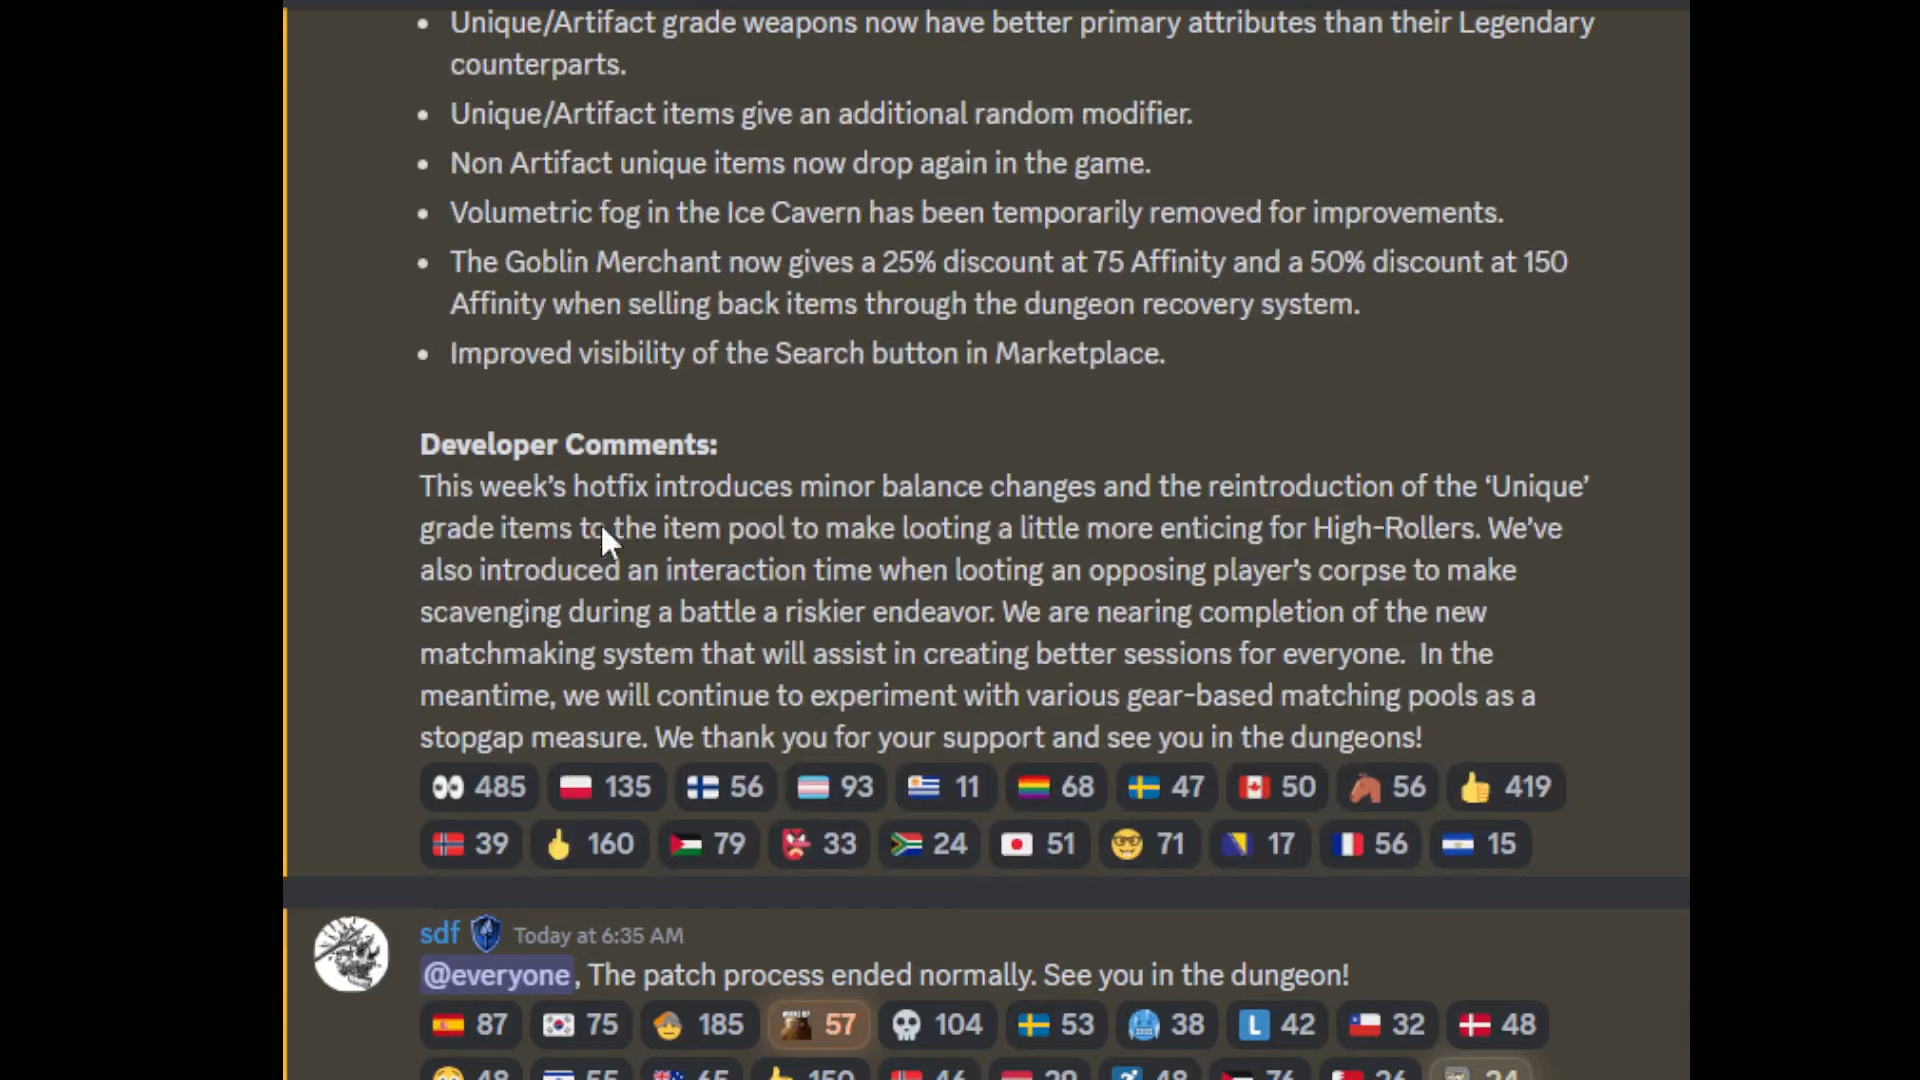 • Unique/Artifact grade weapons now have better primary attributes than their Legendary
counterparts.
• Unique/Artifact items give an additional random modifier.
• Non Artifact unique items now drop again in the game.
• Volumetric fog in the Ice Cavern has been temporarily removed for improvements.
• The Goblin Merchant now gives a 25% discount at 75 Affinity and a 50% discount at 150
Affinity when selling back items through the dungeon recovery system.
• Improved visibility of the Search button in Marketplace.
Developer Comments:
This week’s hotfix introduces minor balance changes and the reintroduction of the ‘Unique’
grade items to the item pool to make looting a little more enticing for High-Rollers. We’ve
also introduced an interaction time when looting an opposing player’s corpse to make
scavenging during a battle a riskier endeavor. We are nearing completion of the new
matchmaking system that will assist in creating better sessions for everyone. In the
meantime, we will continue to experiment with various gear-based matching pools as a
stopgap measure. We thank you for your support and see you in the dungeons!
485 135 56 93 11 68 47 50 56 419
39 160 79 33 24 51 71 17 56 15
sdf Today at 6:35 AM
@everyone, The patch process ended normally. See you in the dungeon!
87 75 185 57 104 53 38 L 42 32 48
48 55 65 150 46 48 76